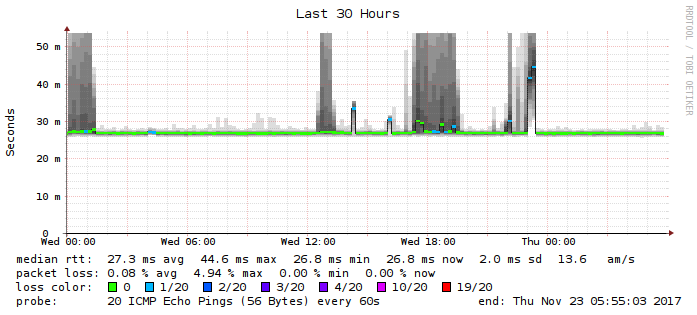 Last 30 Hours
RRDTOOL / TOBI OETIKER
Seconds
50 m
40 m
30 m
20 m
10 m
0
Wed 00:00 Wed 06:00 Wed 12:00 Wed 18:00 Thu 00:00
median rtt: 27.3 ms avg 44.6 ms max 26.8 ms min 26.8 ms now 2.0 ms sd 13.6 am/s
packet loss: 0.08 % avg 4.94 % max 0.00 % min 0.00 % now
loss color: 0 1/20 2/20 3/20 4/20 10/20 19/20
probe: 20 ICMP Echo Pings (56 Bytes) every 60s end: Thu Nov 23 05:55:03 2017